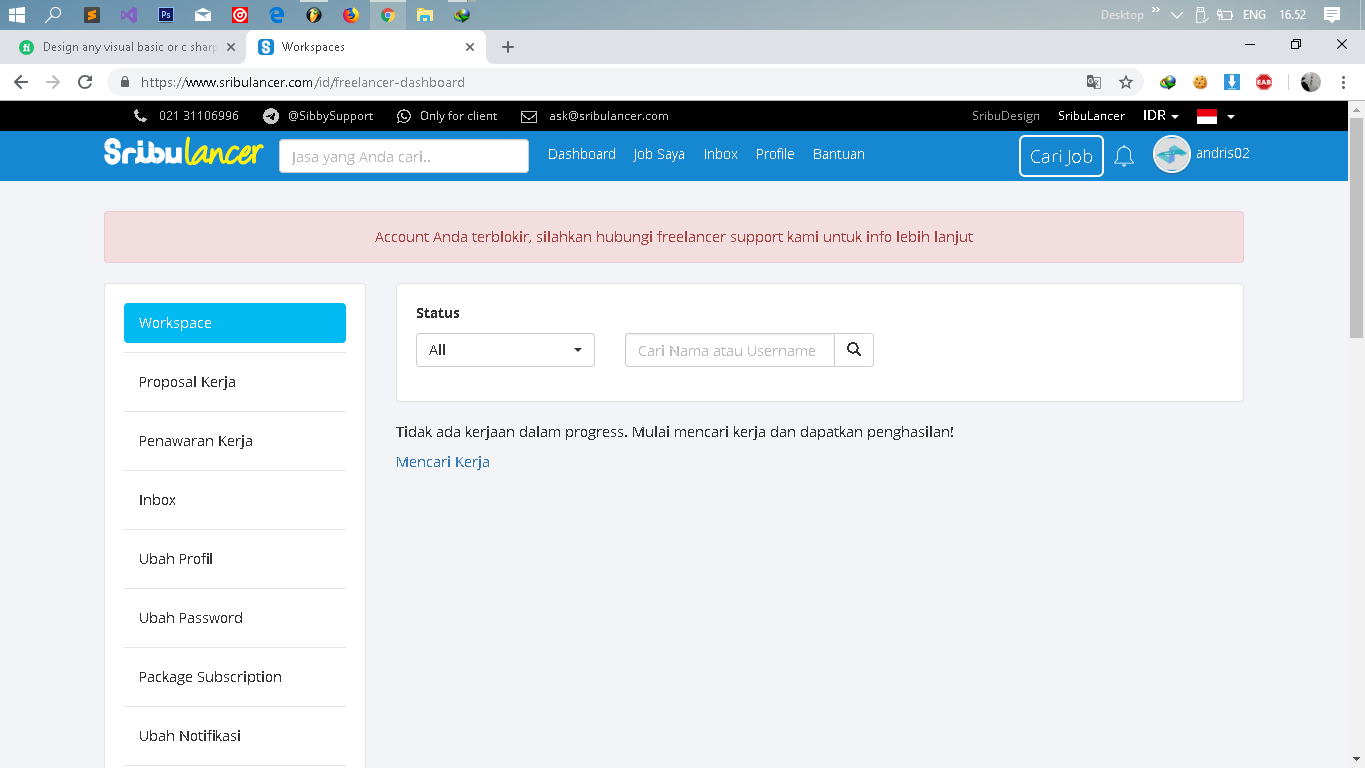 Desktop
ENG
16.52
Design any visual basic or c sharp
Workspaces
https://www.sribulancer.com/id/freelancer-dashboard
021 31106996
@SibbySupport
Only for client
ask@sribulancer.com
SribuDesign
SribuLancer
IDR
Sribulancer
Jasa yang Anda cari..
Dashboard
Job Saya
Inbox
Profile
Bantuan
Cari Job
andris02
Account Anda terblokir, silahkan hubungi freelancer support kami untuk info lebih lanjut
Workspace
Proposal Kerja
Penawaran Kerja
Inbox
Ubah Profil
Ubah Password
Package Subscription
Ubah Notifikasi
Status
All
Cari Nama atau Username
Tidak ada kerjaan dalam progress. Mulai mencari kerja dan dapatkan penghasilan!
Mencari Kerja